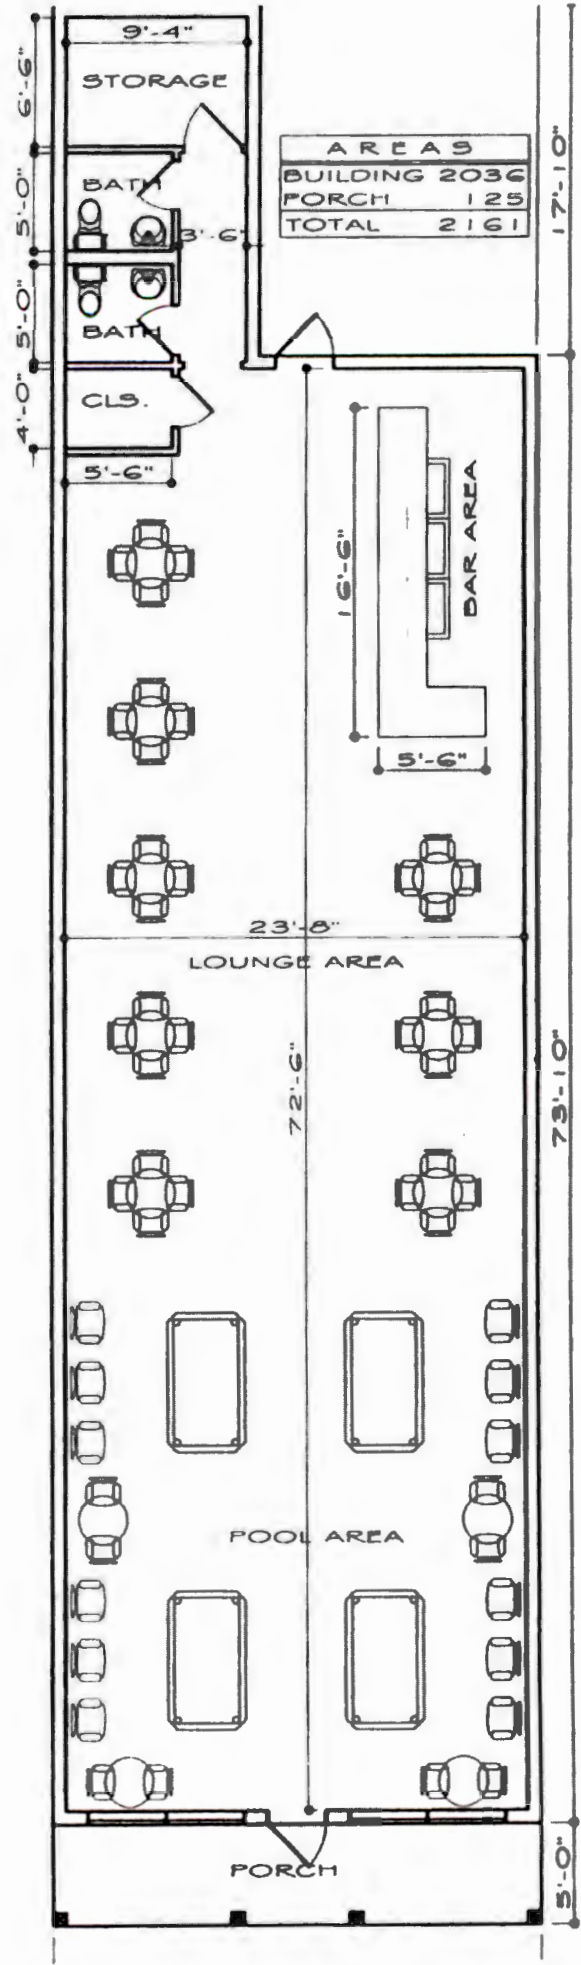 9'-4"
6'-6"
STORAGE
17'-10"
AREAS
BUILDING 2036
PORCH 125
TOTAL 2161
5'-0"
BATH
3'-6"
5'-0"
BATH
4'-0"
CLS.
5'-6"
16'-6"
BAR AREA
5'-6"
23'-8"
LOUNGE AREA
72'-6"
73'-10"
POOL AREA
PORCH
5'-0"